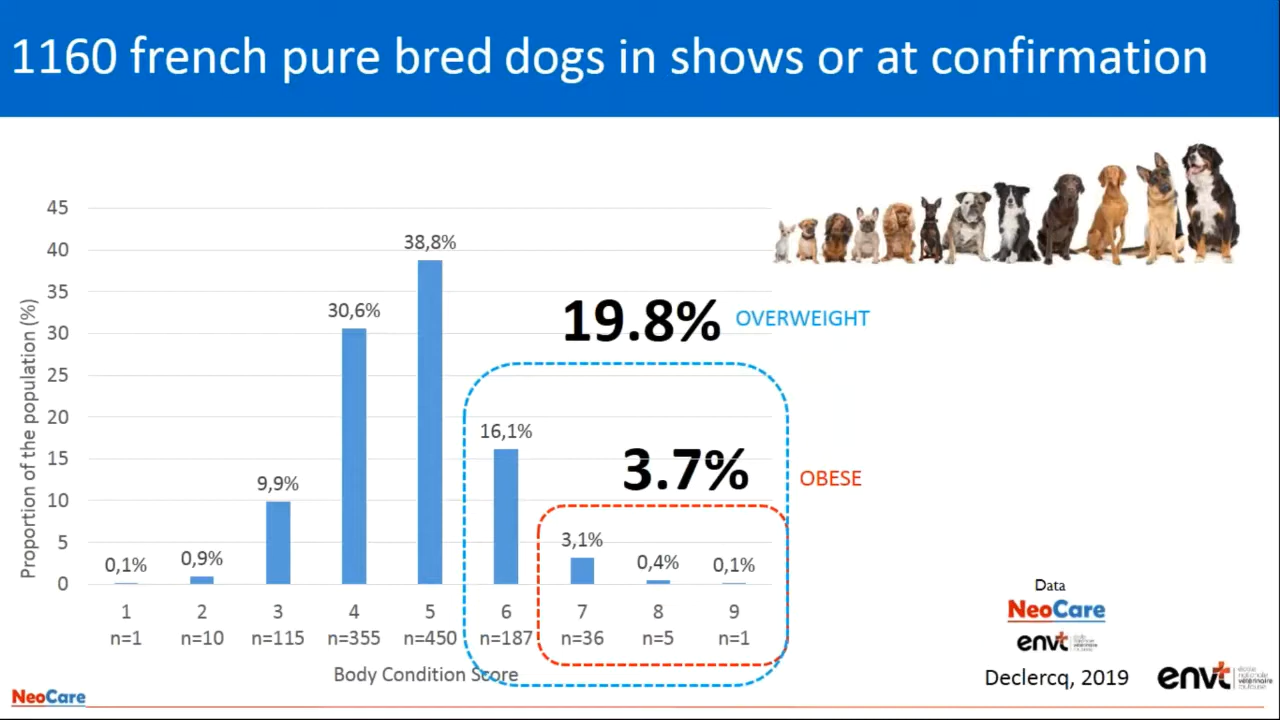 1160 french pure bred dogs in shows or at confirmation
45
40
35
30
25
20
15
10
5
0
Proportion of the population (%)
0,1%
0,9%
9,9%
30,6%
38,8%
16,1%
3,1%
0,4%
0,1%
19.8% OVERWEIGHT
3.7% OBESE
1 2 3 4 5 6 7 8 9
n=1 n=10 n=115 n=355 n=450 n=187 n=36 n=5 n=1
Body Condition Score
Data
NeoCare
envt
Declercq, 2019
envt
école
nationale
vétérinaire
toulouse
NeoCare